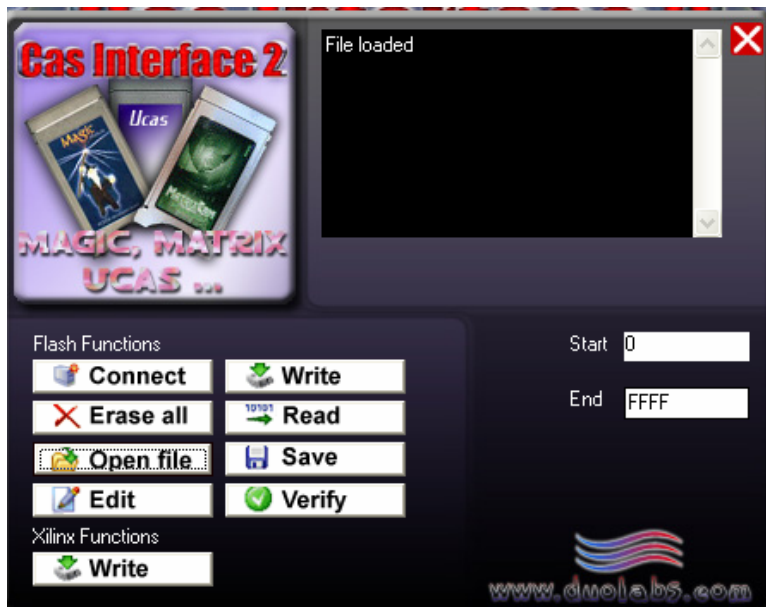 Cas Interface 2
Ucas
Magic
MatrixCam
MAGIC, MATRIX
UCAS ...
File loaded
Flash Functions
Connect
Write
Erase all
Read
Open file
Save
Edit
Verify
Xilinx Functions
Write
Start 0
End FFFF
www.duolabs.com